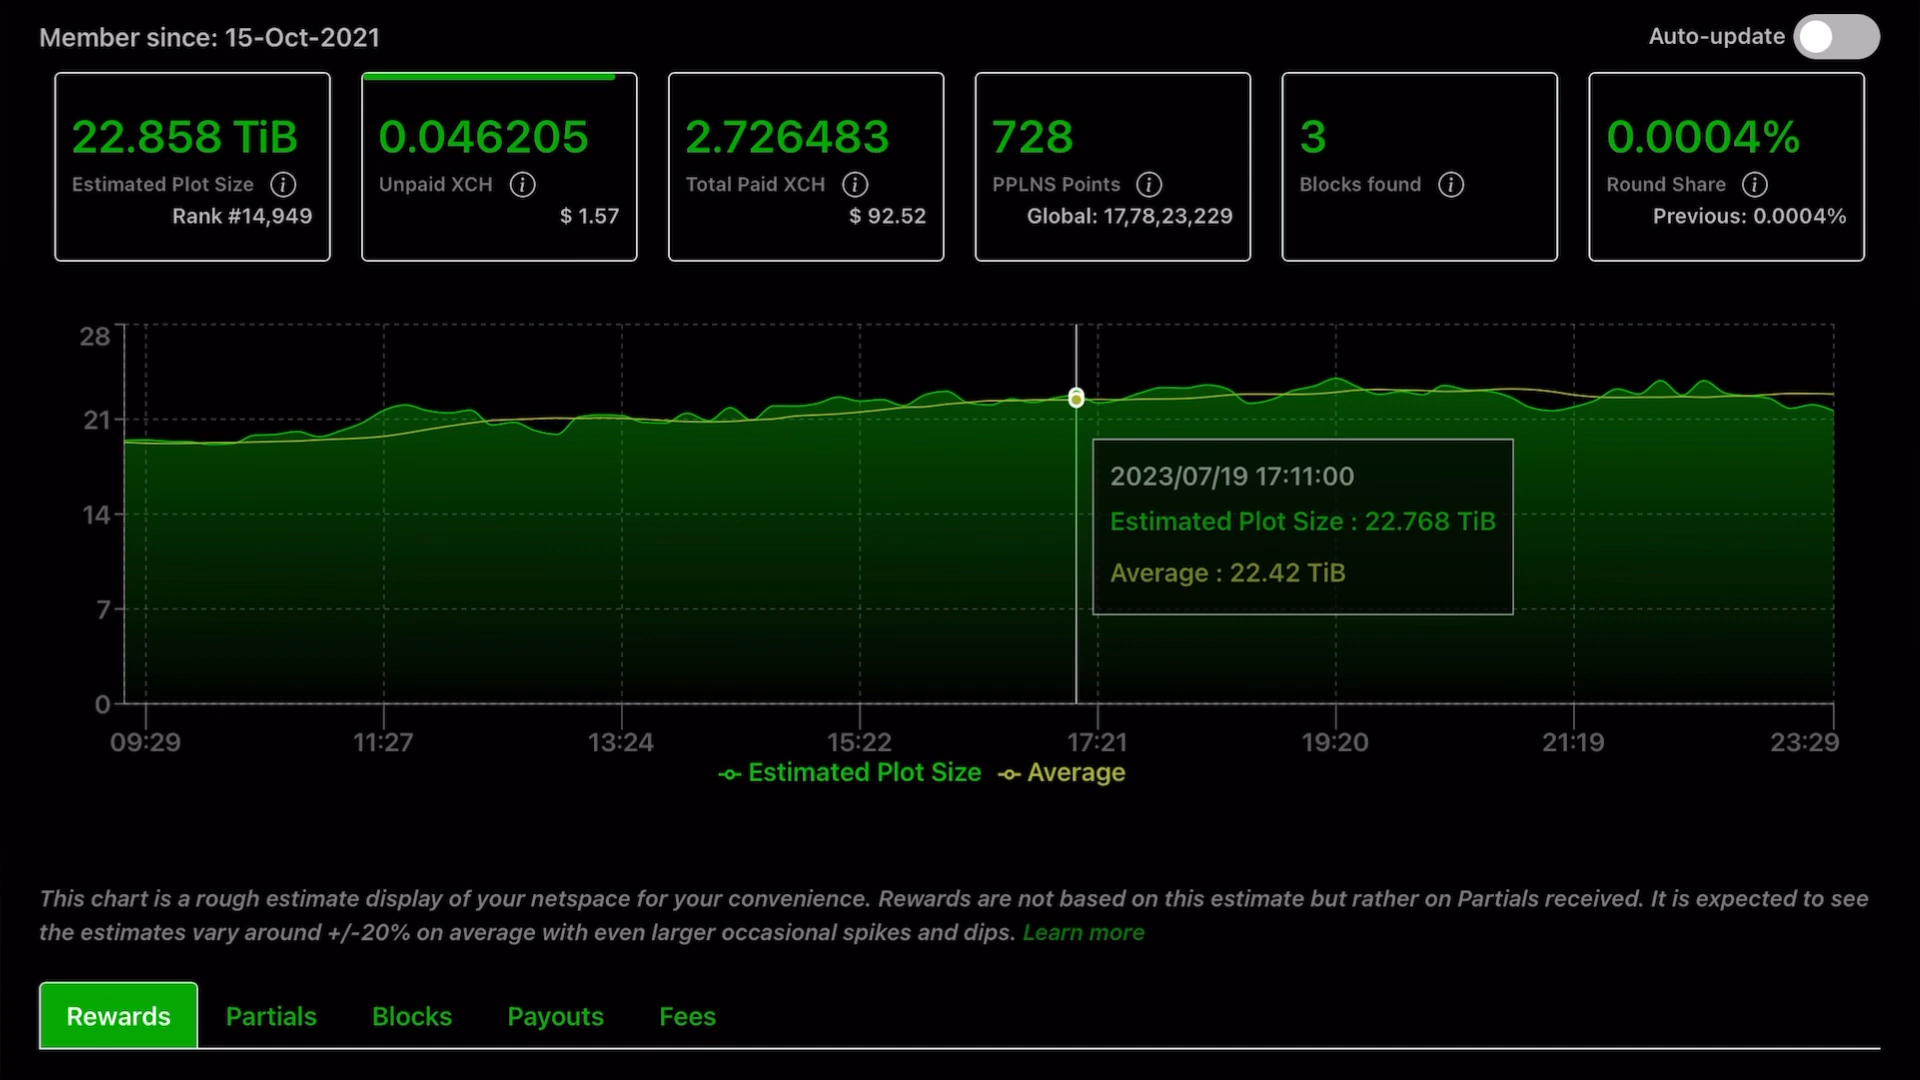 Member since: 15-Oct-2021
Auto-update
22.858 TiB
Estimated Plot Size
Rank #14,949
0.046205
Unpaid XCH
$ 1.57
2.726483
Total Paid XCH
$ 92.52
728
PPLNS Points
Global: 17,78,23,229
3
Blocks found
0.0004%
Round Share
Previous: 0.0004%
28
21
14
7
0
2023/07/19 17:11:00
Estimated Plot Size : 22.768 TiB
Average : 22.42 TiB
09:29 11:27 13:24 15:22 17:21 19:20 21:19 23:29
Estimated Plot Size Average
This chart is a rough estimate display of your netspace for your convenience. Rewards are not based on this estimate but rather on Partials received. It is expected to see
the estimates vary around +/-20% on average with even larger occasional spikes and dips. Learn more
Rewards Partials Blocks Payouts Fees